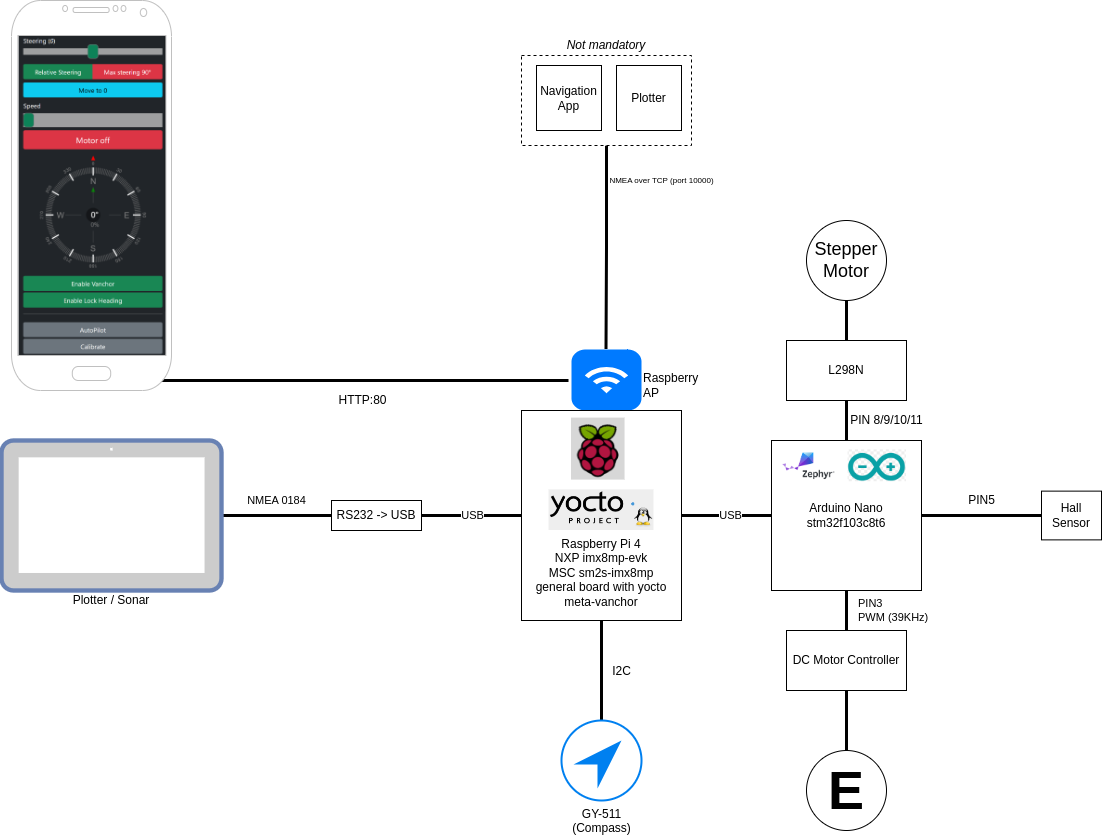 Steering (0)
Relative Steering
Max steering 90°
Move to 0
Speed
Motor off
N
W
0°
E
0%
S
Enable Vanchor
Enable Lock Heading
AutoPilot
Calibrate
Not mandatory
Navigation
App
Plotter
NMEA over TCP (port 10000)
Stepper
Motor
L298N
PIN 8/9/10/11
Raspberry
AP
HTTP:80
NMEA 0184
RS232 -> USB
USB
Plotter / Sonar
yocto
PROJECT
Raspberry Pi 4
NXP imx8mp-evk
MSC sm2s-imx8mp
general board with yocto
meta-vanchor
USB
Zephyr
Arduino Nano
stm32f103c8t6
PIN5
Hall
Sensor
PIN3
PWM (39KHz)
DC Motor Controller
I2C
GY-511
(Compass)
E